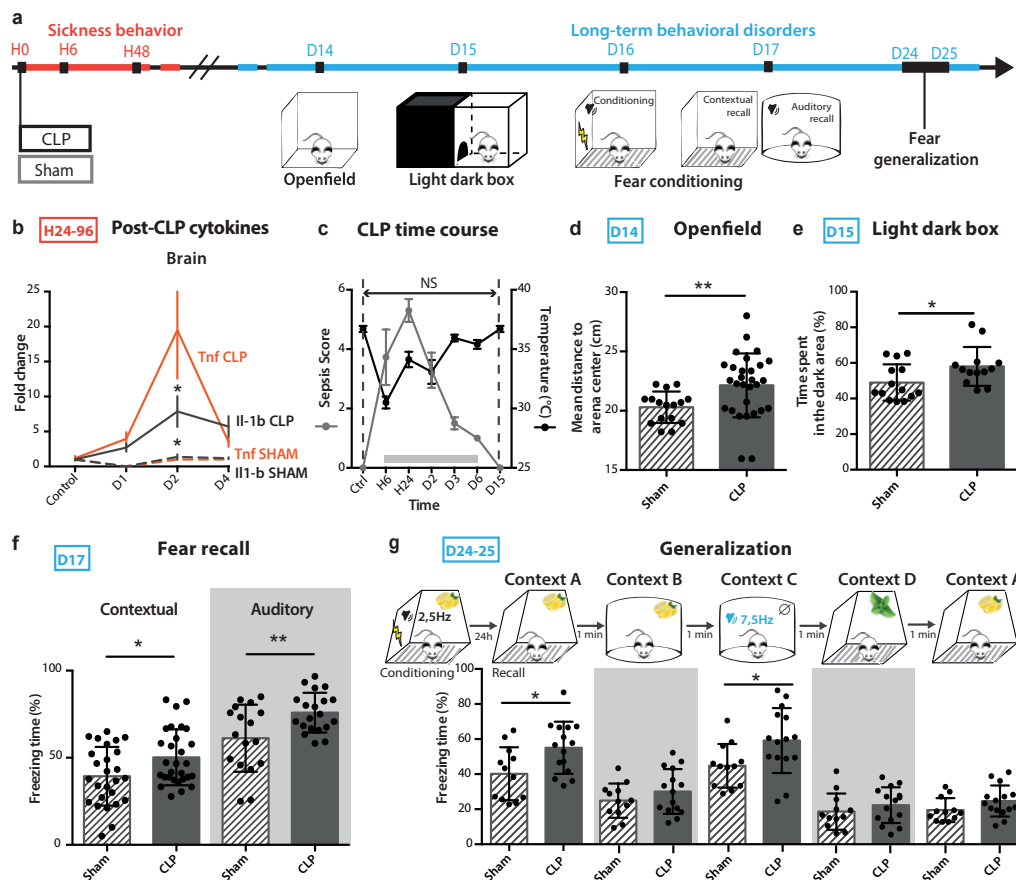 a
Sickness behavior
Long-term behavioral disorders
H0
H6
H48
D14
D15
D16
D17
D24
D25
CLP
Sham
Openfield
Light dark box
Conditioning
Contextual
recall
Auditory
recall
Fear conditioning
Fear
generalization
b
H24-96
Post-CLP cytokines
Brain
Fold change
25
20
15
10
5
0
Tnf CLP
*
Il-1b CLP
*
Tnf SHAM
Il1-b SHAM
Control
D1
D2
D4
c
CLP time course
NS
Sepsis Score
6
4
2
0
Temperature (°C)
40
35
30
25
Ctrl
H6
H24
D2
D3
D6
D15
Time
d
D14
Openfield
**
Mean distance to
arena center (cm)
30
25
20
15
Sham
CLP
e
D15
Light dark box
*
Time spent
in the dark area (%)
100
80
60
40
20
0
Sham
CLP
f
D17
Fear recall
Contextual
Auditory
*
**
Freezing time (%)
100
50
0
Sham
CLP
Sham
CLP
g
D24-25
Generalization
Context A
Context B
Context C
Context D
Context A
2,5Hz
7,5Hz
24h
1 min
1 min
1 min
1 min
Conditioning
Recall
*
*
Freezing time (%)
100
80
60
40
20
0
Sham
CLP
Sham
CLP
Sham
CLP
Sham
CLP
Sham
CLP